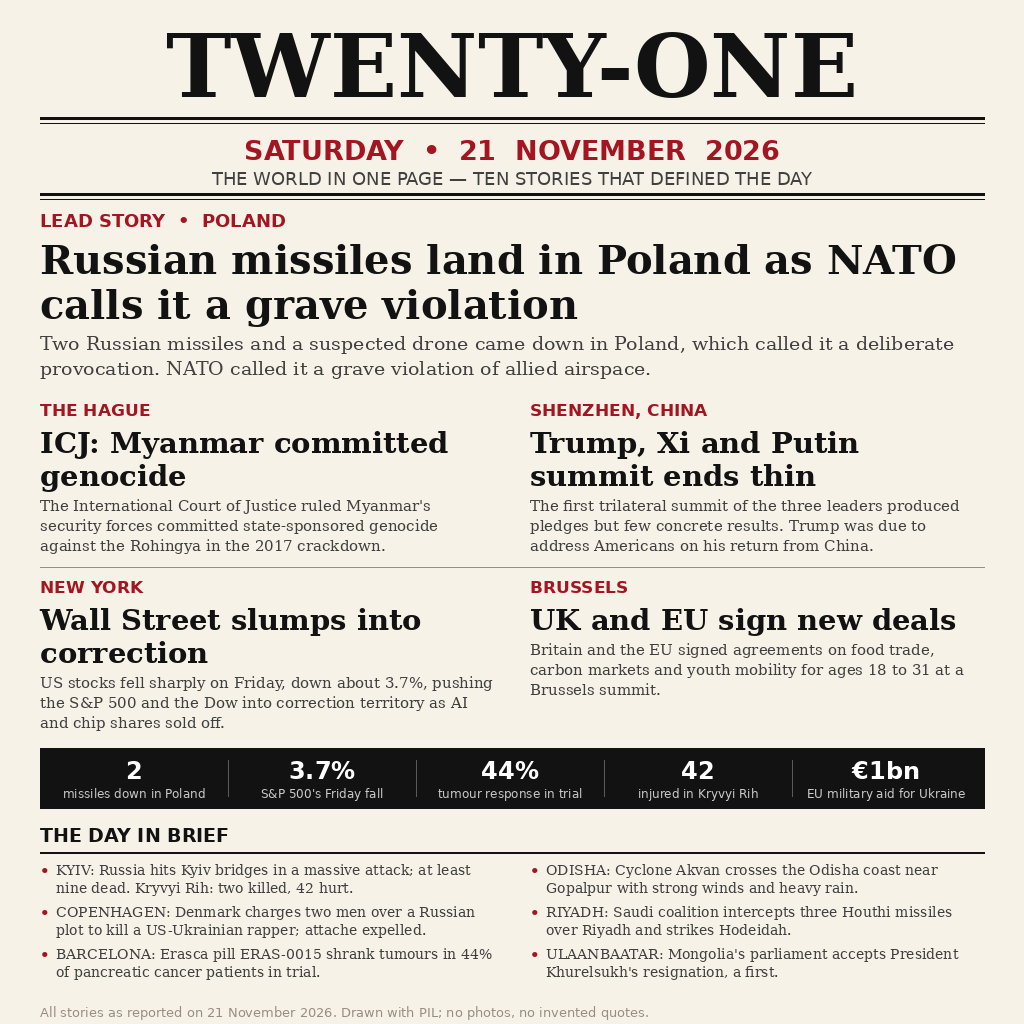 TWENTY-ONE
SATURDAY • 21 NOVEMBER 2026
THE WORLD IN ONE PAGE — TEN STORIES THAT DEFINED THE DAY
LEAD STORY • POLAND
Russian missiles land in Poland as NATO
calls it a grave violation
Two Russian missiles and a suspected drone came down in Poland, which called it a deliberate
provocation. NATO called it a grave violation of allied airspace.
THE HAGUE
ICJ: Myanmar committed
genocide
The International Court of Justice ruled Myanmar's
security forces committed state-sponsored genocide
against the Rohingya in the 2017 crackdown.
SHENZHEN, CHINA
Trump, Xi and Putin
summit ends thin
The first trilateral summit of the three leaders produced
pledges but few concrete results. Trump was due to
address Americans on his return from China.
NEW YORK
Wall Street slumps into
correction
US stocks fell sharply on Friday, down about 3.7%, pushing
the S&P 500 and the Dow into correction territory as AI
and chip shares sold off.
BRUSSELS
UK and EU sign new deals
Britain and the EU signed agreements on food trade,
carbon markets and youth mobility for ages 18 to 31 at a
Brussels summit.
2
missiles down in Poland
3.7%
S&P 500's Friday fall
44%
tumour response in trial
42
injured in Kryvyi Rih
€1bn
EU military aid for Ukraine
THE DAY IN BRIEF
• KYIV: Russia hits Kyiv bridges in a massive attack; at least
nine dead. Kryvyi Rih: two killed, 42 hurt.
• COPENHAGEN: Denmark charges two men over a Russian
plot to kill a US-Ukrainian rapper; attache expelled.
• BARCELONA: Erasca pill ERAS-0015 shrank tumours in 44%
of pancreatic cancer patients in trial.
• ODISHA: Cyclone Akvan crosses the Odisha coast near
Gopalpur with strong winds and heavy rain.
• RIYADH: Saudi coalition intercepts three Houthi missiles
over Riyadh and strikes Hodeidah.
• ULAANBAATAR: Mongolia's parliament accepts President
Khurelsukh's resignation, a first.
All stories as reported on 21 November 2026. Drawn with PIL; no photos, no invented quotes.